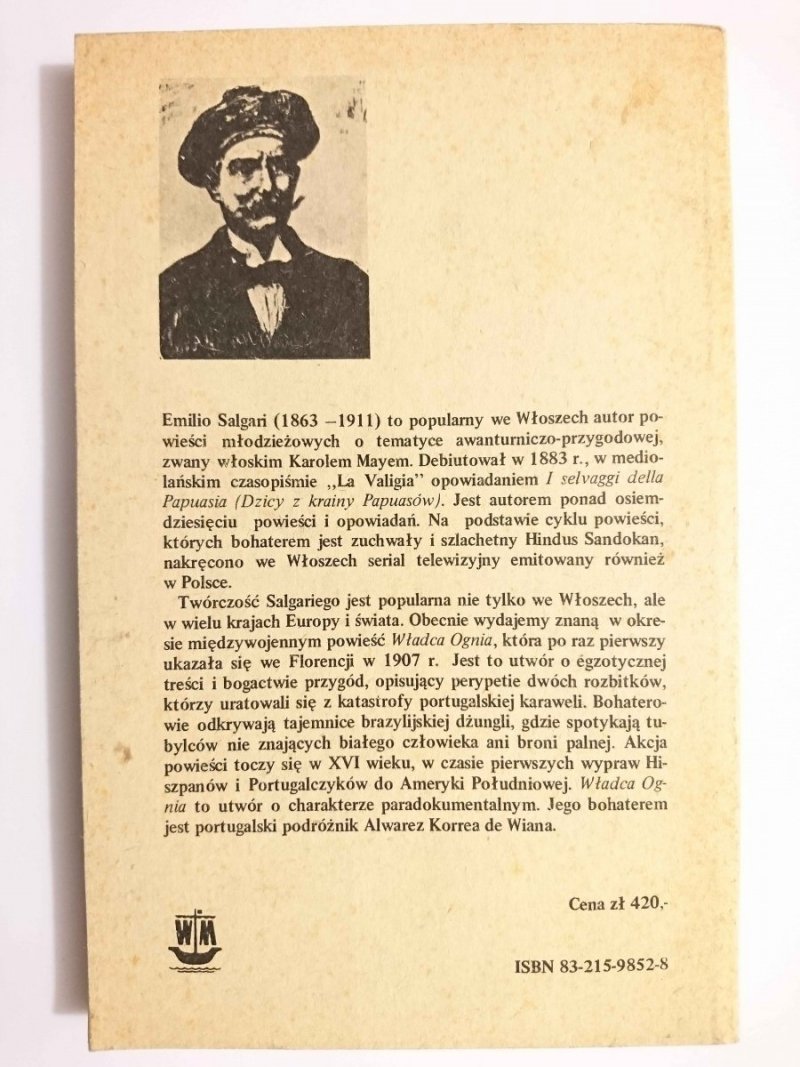 Emilio Salgari (1863 –1911) to popularny we Włoszech autor po-
wieści młodzieżowych o tematyce awanturniczo-przygodowej,
zwany włoskim Karolem Mayem. Debiutował w 1883 r., w medio-
lańskim czasopiśmie „La Valigia” opowiadaniem I selvaggi della
Papuasia (Dzicy z krainy Papuasów). Jest autorem ponad osiem-
dziesięciu powieści i opowiadań. Na podstawie cyklu powieści,
których bohaterem jest zuchwały i szlachetny Hindus Sandokan,
nakręcono we Włoszech serial telewizyjny emitowany również
w Polsce.
Twórczość Salgariego jest popularna nie tylko we Włoszech, ale
w wielu krajach Europy i świata. Obecnie wydajemy znaną w okre-
sie międzywojennym powieść Władca Ognia, która po raz pierwszy
ukazała się we Florencji w 1907 r. Jest to utwór o egzotycznej
treści i bogactwie przygód, opisujący perypetie dwóch rozbitków,
którzy uratowali się z katastrofy portugalskiej karaweli. Bohatero-
wie odkrywają tajemnice brazylijskiej dżungli, gdzie spotykają tu-
bylców nie znających białego człowieka ani broni palnej. Akcja
powieści toczy się w XVI wieku, w czasie pierwszych wypraw Hi-
szpanów i Portugalczyków do Ameryki Południowej. Władca Og-
nia to utwór o charakterze paradokumentalnym. Jego bohaterem
jest portugalski podróżnik Alwarez Korrea de Wiana.
Cena zł 420,-
WM
ISBN 83-215-9852-8